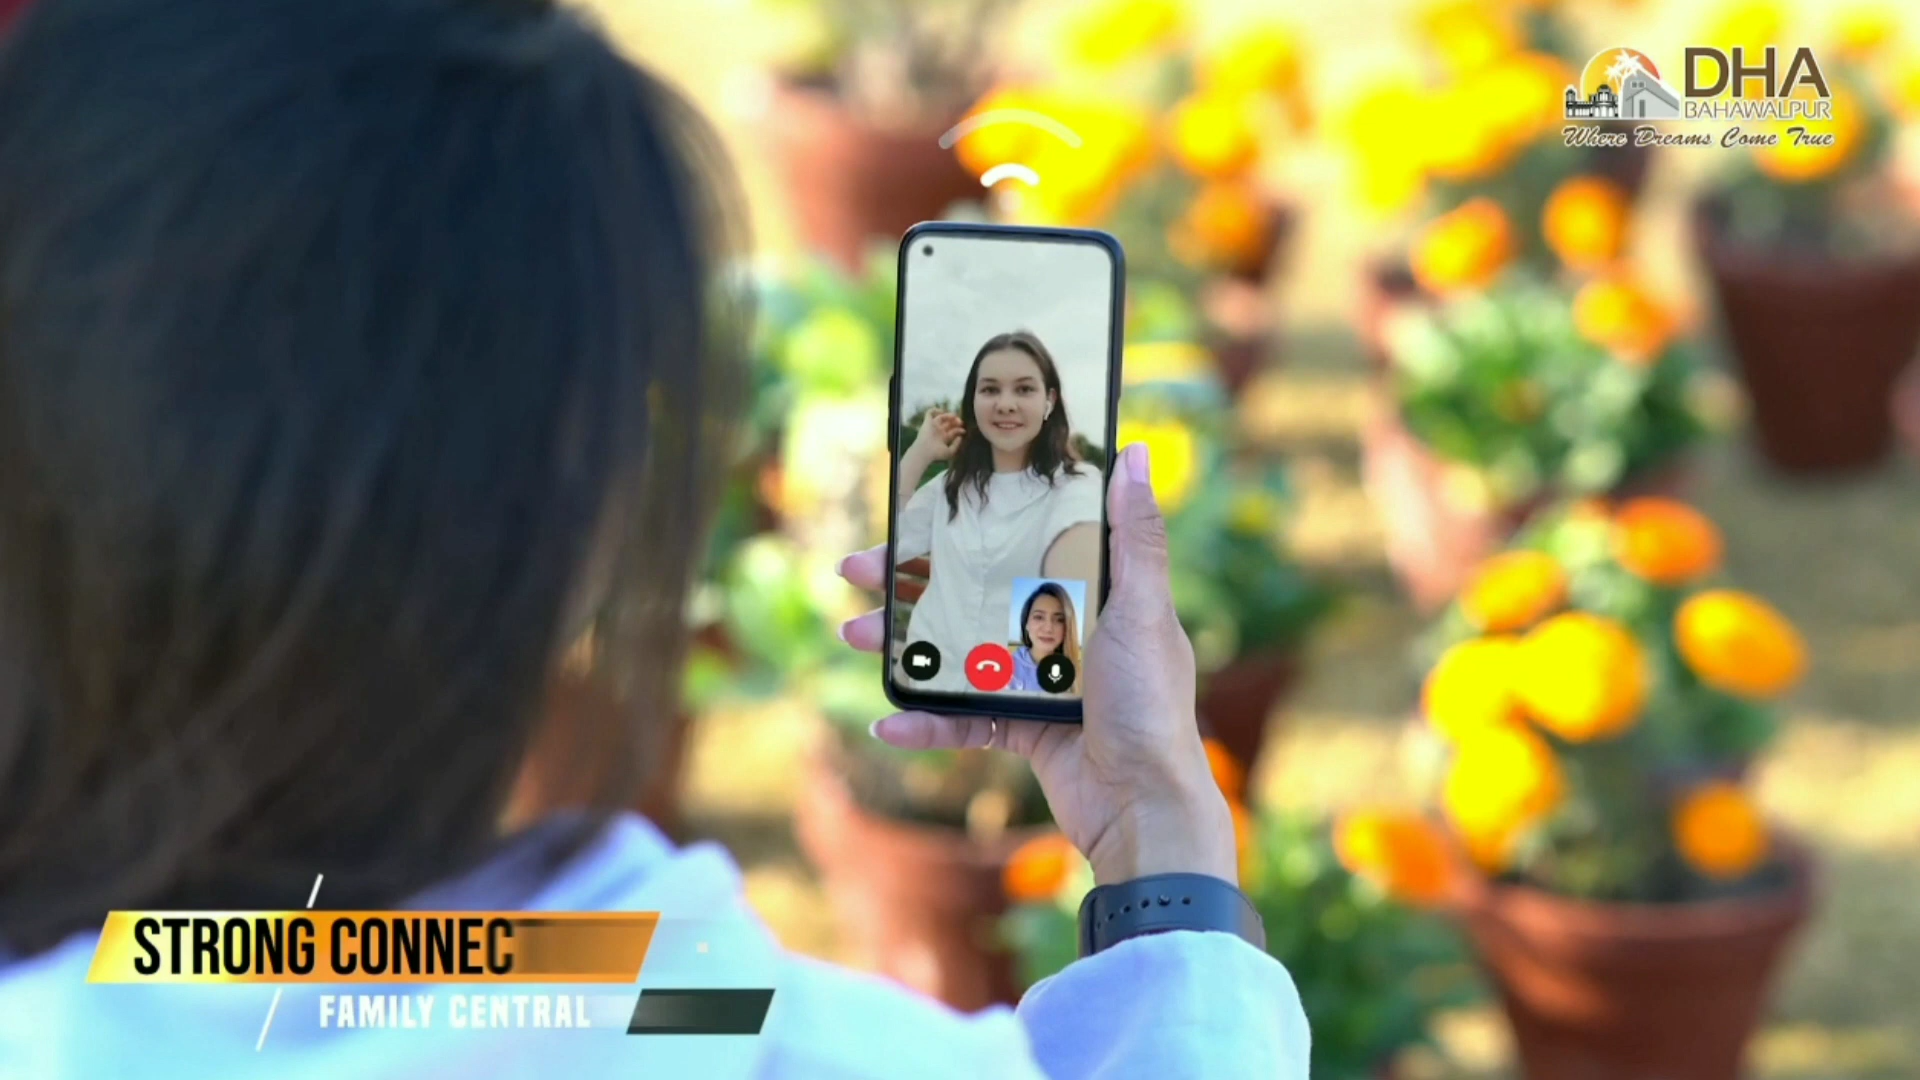 DHA
BAHAWALPUR
Where Dreams Come True
STRONG CONNEC
FAMILY CENTRAL